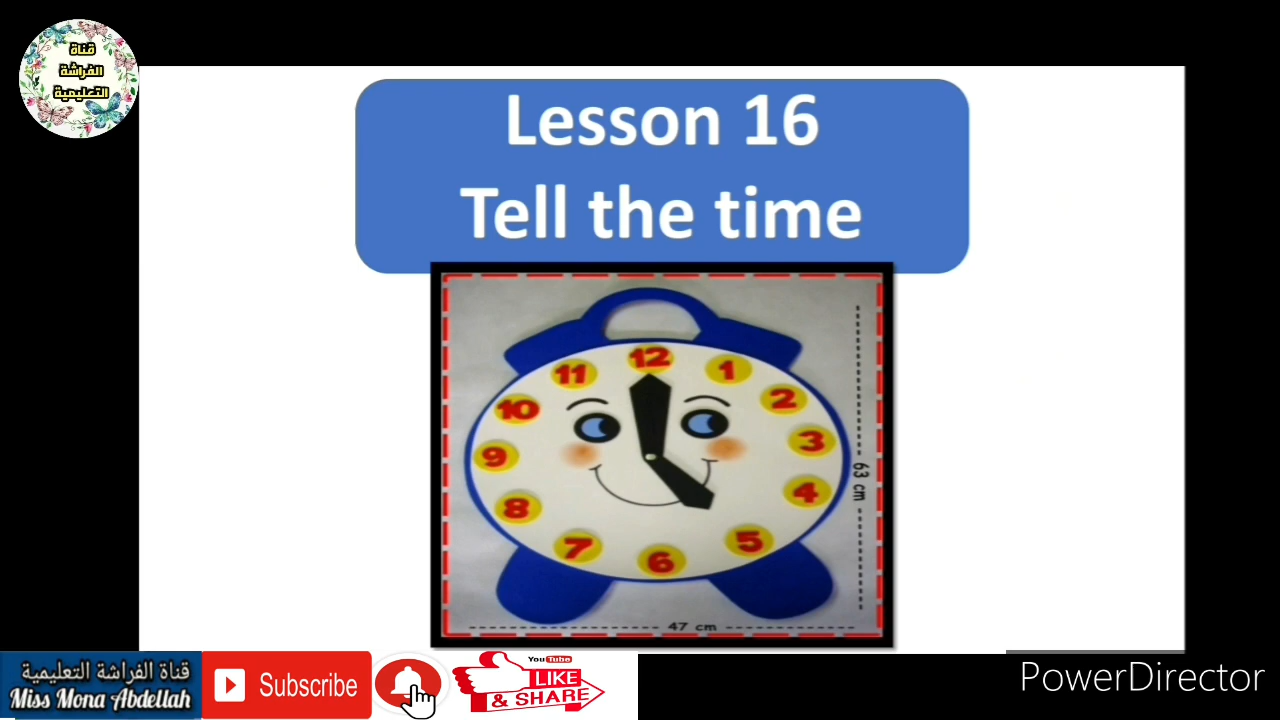 قناة
الفراشة
التعليمية
Lesson 16
Tell the time
12
11
1
10
2
9
3
8
4
7
5
6
63 cm
47 cm
قناة الفراشة التعليمية
Miss Mona Abdellah
Subscribe
YouTube
LIKE
& SHARE
PowerDirector